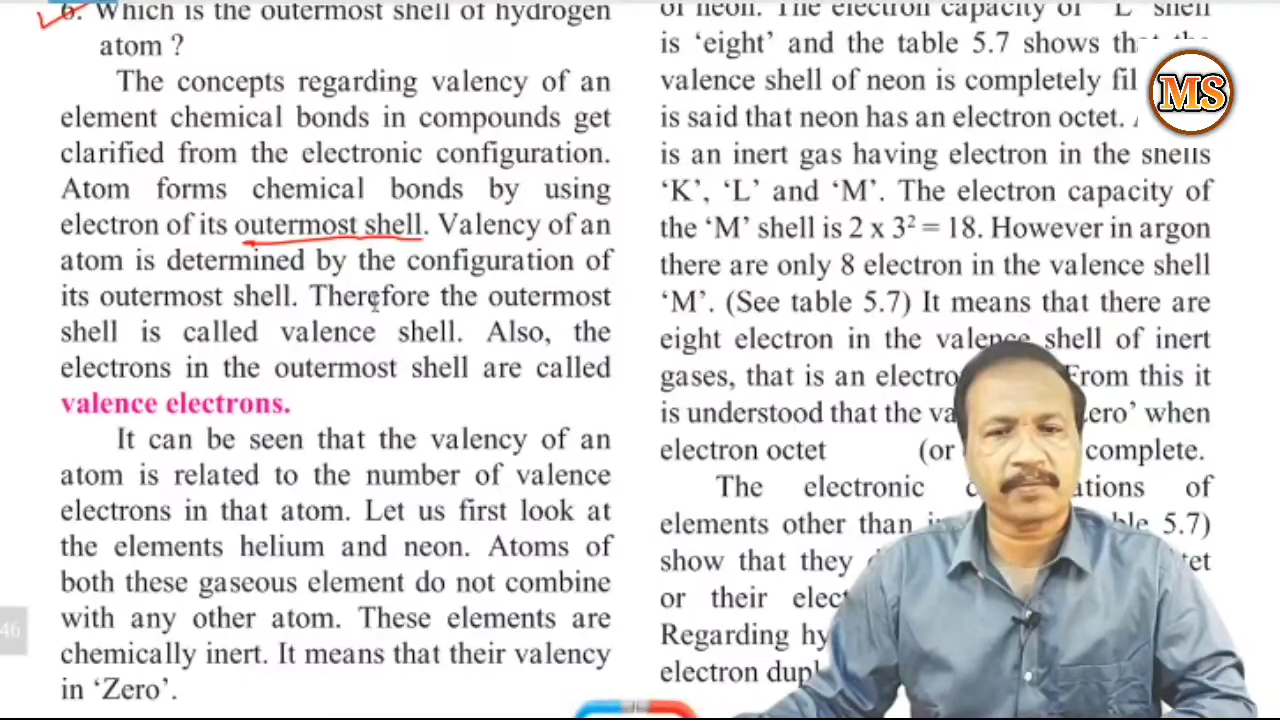 6. Which is the outermost shell of hydrogen
atom ?
The concepts regarding valency of an
element chemical bonds in compounds get
clarified from the electronic configuration.
Atom forms chemical bonds by using
electron of its outermost shell. Valency of an
atom is determined by the configuration of
its outermost shell. Therefore the outermost
shell is called valence shell. Also, the
electrons in the outermost shell are called
valence electrons.
It can be seen that the valency of an
atom is related to the number of valence
electrons in that atom. Let us first look at
the elements helium and neon. Atoms of
both these gaseous element do not combine
with any other atom. These elements are
chemically inert. It means that their valency
in ‘Zero’.
46
of neon. The electron capacity of ‘L’ shell
is ‘eight’ and the table 5.7 shows that the
valence shell of neon is completely
is said that neon has an electron octet.
is an inert gas having electron in the shells
‘K’, ‘L’ and ‘M’. The electron capacity of
the ‘M’ shell is 2 x 3² = 18. However in argon
there are only 8 electron in the valence shell
‘M’. (See table 5.7) It means that there are
eight electron in the valence shell of inert
gases, that is an From this it
is understood that the when
electron octet (or complete.
The electronic of
elements other than 5.7)
show that they
or their
Regarding
electron
MS